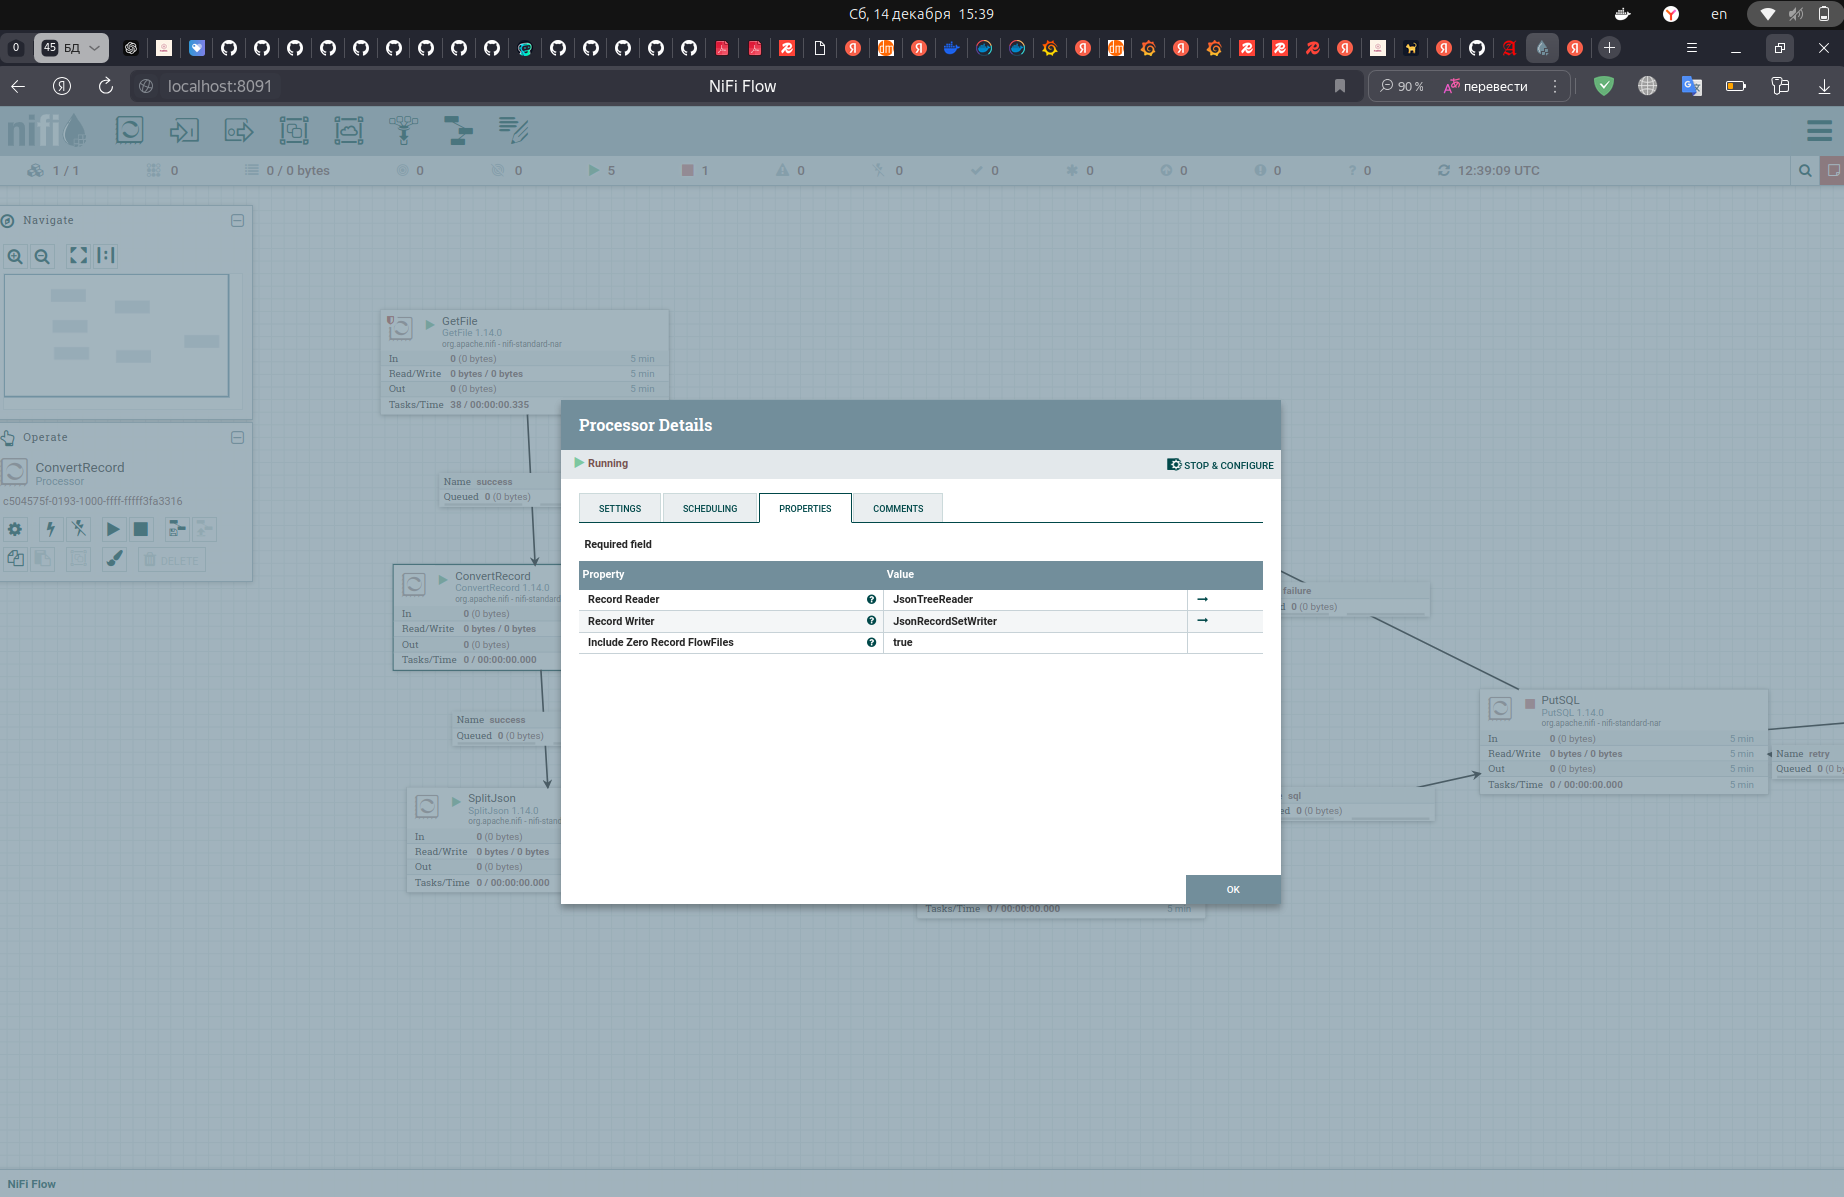 Сб, 14 декабря 15:39
en
0
45 БД
localhost:8091
NiFi Flow
90 %
перевести
nifi
1 / 1
0
0 / 0 bytes
0
0
5
1
0
0
0
0
0
0
0
12:39:09 UTC
Navigate
Operate
ConvertRecord
Processor
c504575f-0193-1000-ffff-fffff3fa3316
DELETE
GetFile
GetFile 1.14.0
org.apache.nifi - nifi-standard-nar
In 0 (0 bytes) 5 min
Read/Write 0 bytes / 0 bytes 5 min
Out 0 (0 bytes) 5 min
Tasks/Time 38 / 00:00:00.335
Name success
Queued 0 (0 bytes)
ConvertRecord
ConvertRecord 1.14.0
org.apache.nifi - nifi-standard
In 0 (0 bytes)
Read/Write 0 bytes / 0 bytes
Out 0 (0 bytes)
Tasks/Time 0 / 00:00:00.000
Name success
Queued 0 (0 bytes)
SplitJson
SplitJson 1.14.0
org.apache.nifi - nifi-stand
In 0 (0 bytes)
Read/Write 0 bytes / 0 bytes
Out 0 (0 bytes)
Tasks/Time 0 / 00:00:00.000
Processor Details
Running
STOP & CONFIGURE
SETTINGS
SCHEDULING
PROPERTIES
COMMENTS
Required field
Property Value
Record Reader JsonTreeReader
Record Writer JsonRecordSetWriter
Include Zero Record FlowFiles true
OK
Tasks/Time 0 / 00:00:00.000 5 min
failure
d 0 (0 bytes)
PutSQL
PutSQL 1.14.0
org.apache.nifi - nifi-standard-nar
In 0 (0 bytes) 5 min
Read/Write 0 bytes / 0 bytes 5 min
Out 0 (0 bytes) 5 min
Tasks/Time 0 / 00:00:00.000 5 min
Name retry
Queued 0 (0 by
sql
ed 0 (0 bytes)
NiFi Flow